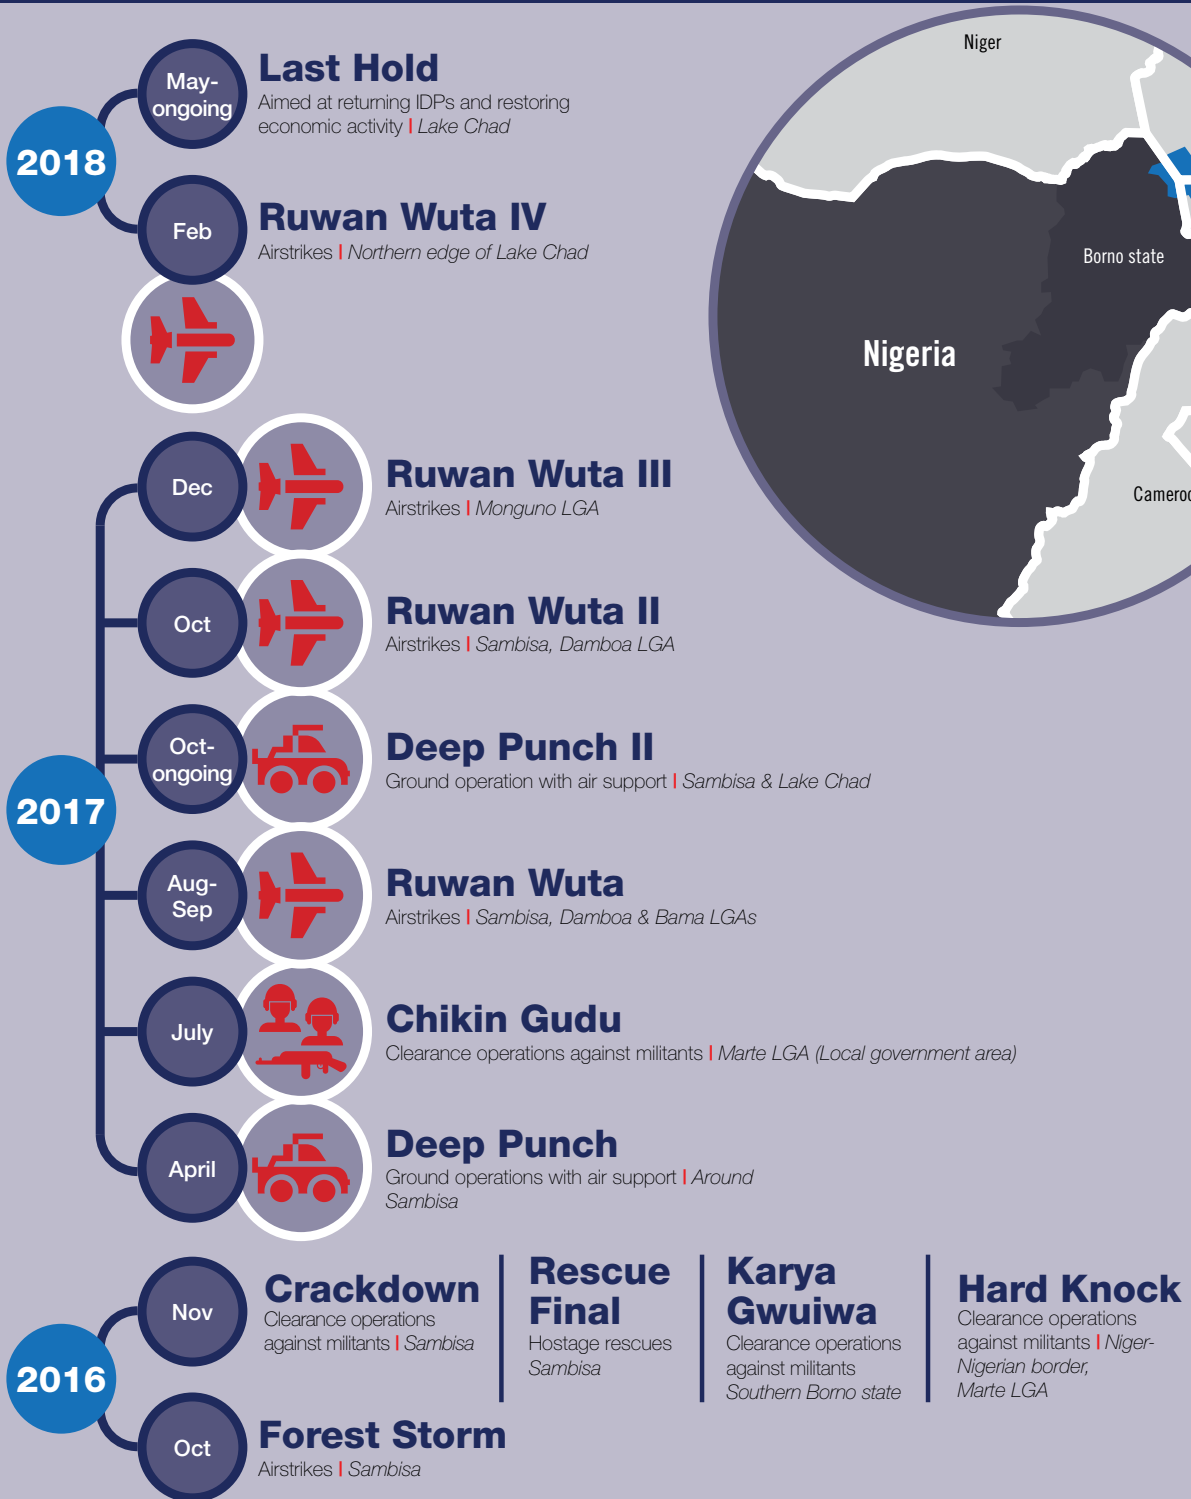 2018
May-
ongoing
Last Hold
Aimed at returning IDPs and restoring
economic activity | Lake Chad
Feb
Ruwan Wuta IV
Airstrikes | Northern edge of Lake Chad
Niger
Borno state
Nigeria
2017
Dec
Ruwan Wuta III
Airstrikes | Monguno LGA
Oct
Ruwan Wuta II
Airstrikes | Sambisa, Damboa LGA
Oct-
ongoing
Deep Punch II
Ground operation with air support | Sambisa & Lake Chad
Aug-
Sep
Ruwan Wuta
Airstrikes | Sambisa, Damboa & Bama LGAs
July
Chikin Gudu
Clearance operations against militants | Marte LGA (Local government area)
April
Deep Punch
Ground operations with air support | Around
Sambisa
2016
Nov
Crackdown
Clearance operations
against militants | Sambisa
Rescue
Final
Hostage rescues
Sambisa
Karya
Gwuiwa
Clearance operations
against militants
Southern Borno state
Hard Knock
Clearance operations
against militants | Niger-
Nigerian border,
Marte LGA
Oct
Forest Storm
Airstrikes | Sambisa